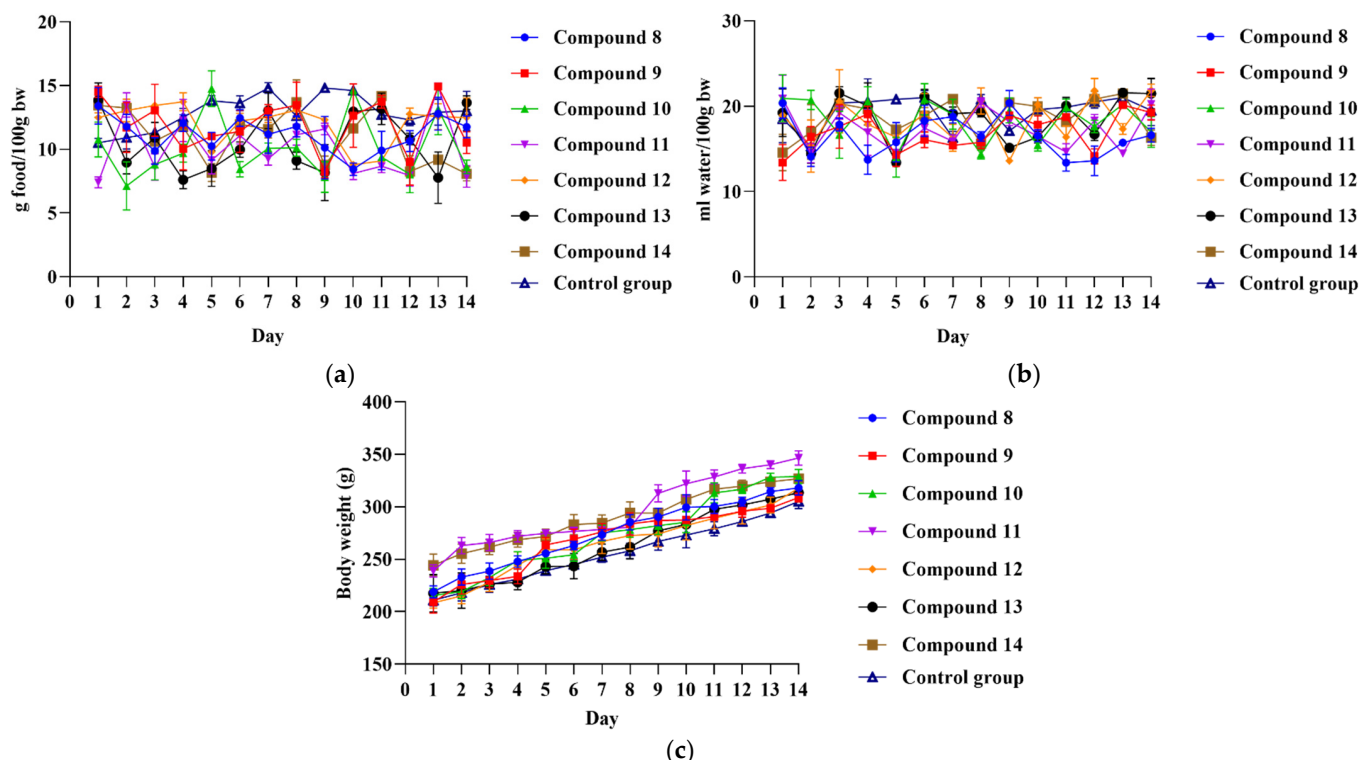 20
15
10
5
0
g food/100g bw
0 1 2 3 4 5 6 7 8 9 10 11 12 13 14
Day
Compound 8
Compound 9
Compound 10
Compound 11
Compound 12
Compound 13
Compound 14
Control group
(a)
30
20
10
0
ml water/100g bw
0 1 2 3 4 5 6 7 8 9 10 11 12 13 14
Day
Compound 8
Compound 9
Compound 10
Compound 11
Compound 12
Compound 13
Compound 14
Control group
(b)
400
350
300
250
200
150
Body weight (g)
0 1 2 3 4 5 6 7 8 9 10 11 12 13 14
Day
Compound 8
Compound 9
Compound 10
Compound 11
Compound 12
Compound 13
Compound 14
Control group
(c)